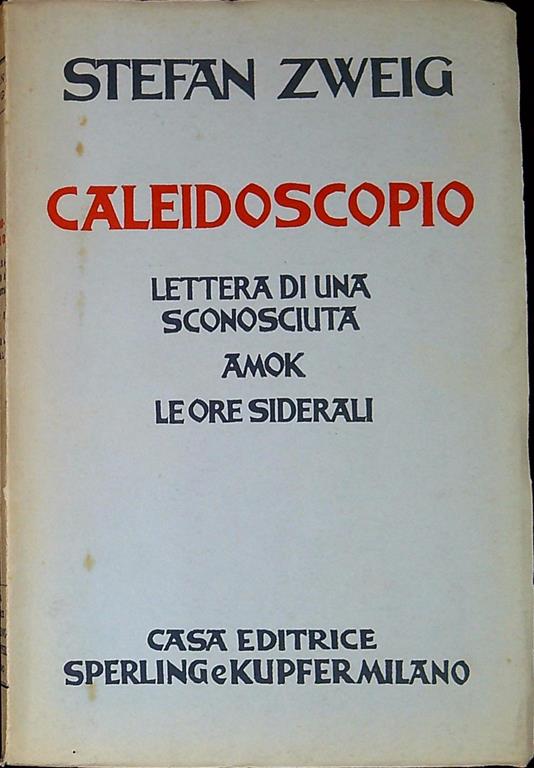 STEFAN ZWEIG
CALEIDOSCOPIO
LETTERA DI UNA
SCONOSCIUTA
AMOK
LE ORE SIDERALI
CASA EDITRICE
SPERLING e KUPFER MILANO